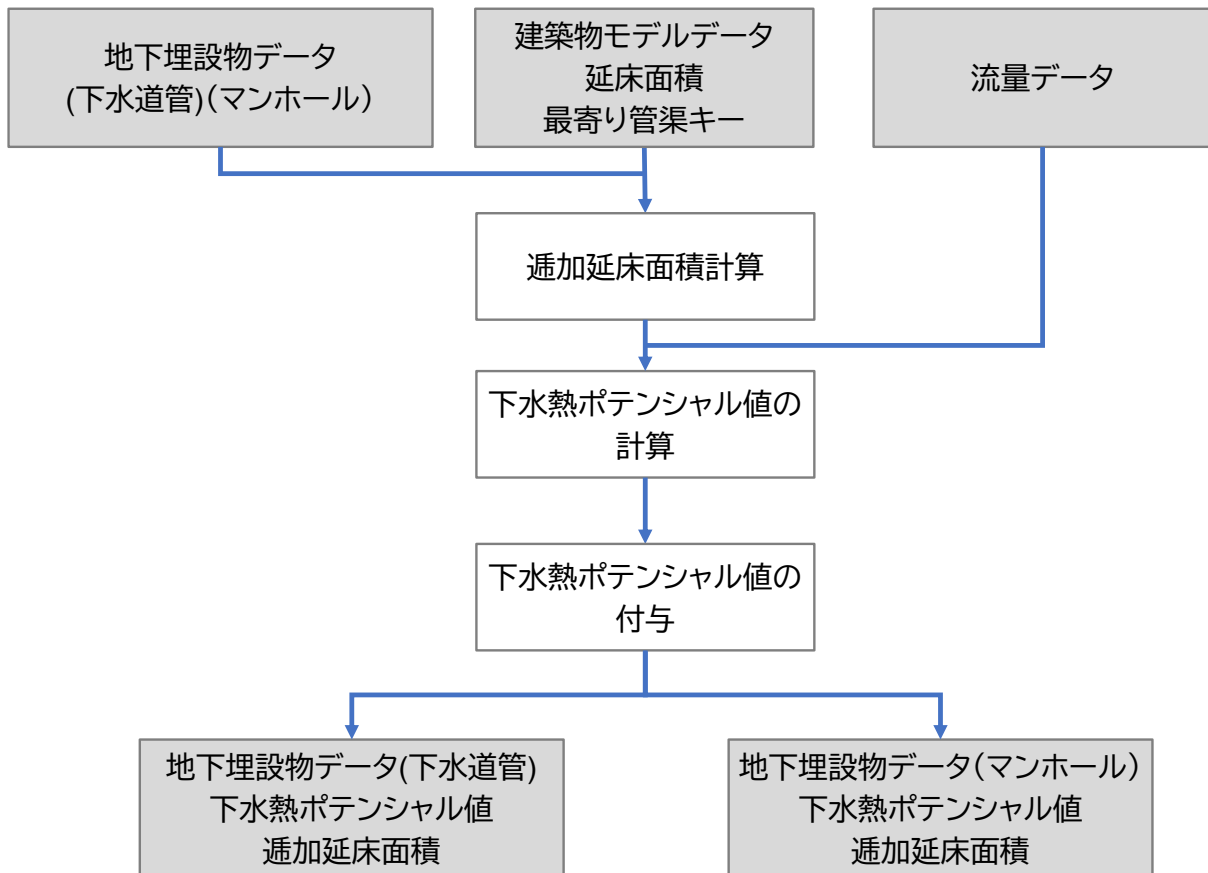 地下埋設物データ
(下水道管)（マンホール）
建築物モデルデータ
延床面積
最寄り管渠キー
流量データ
逓加延床面積計算
下水熱ポテンシャル値の
計算
下水熱ポテンシャル値の
付与
地下埋設物データ(下水道管)
下水熱ポテンシャル値
逓加延床面積
地下埋設物データ（マンホール）
下水熱ポテンシャル値
逓加延床面積